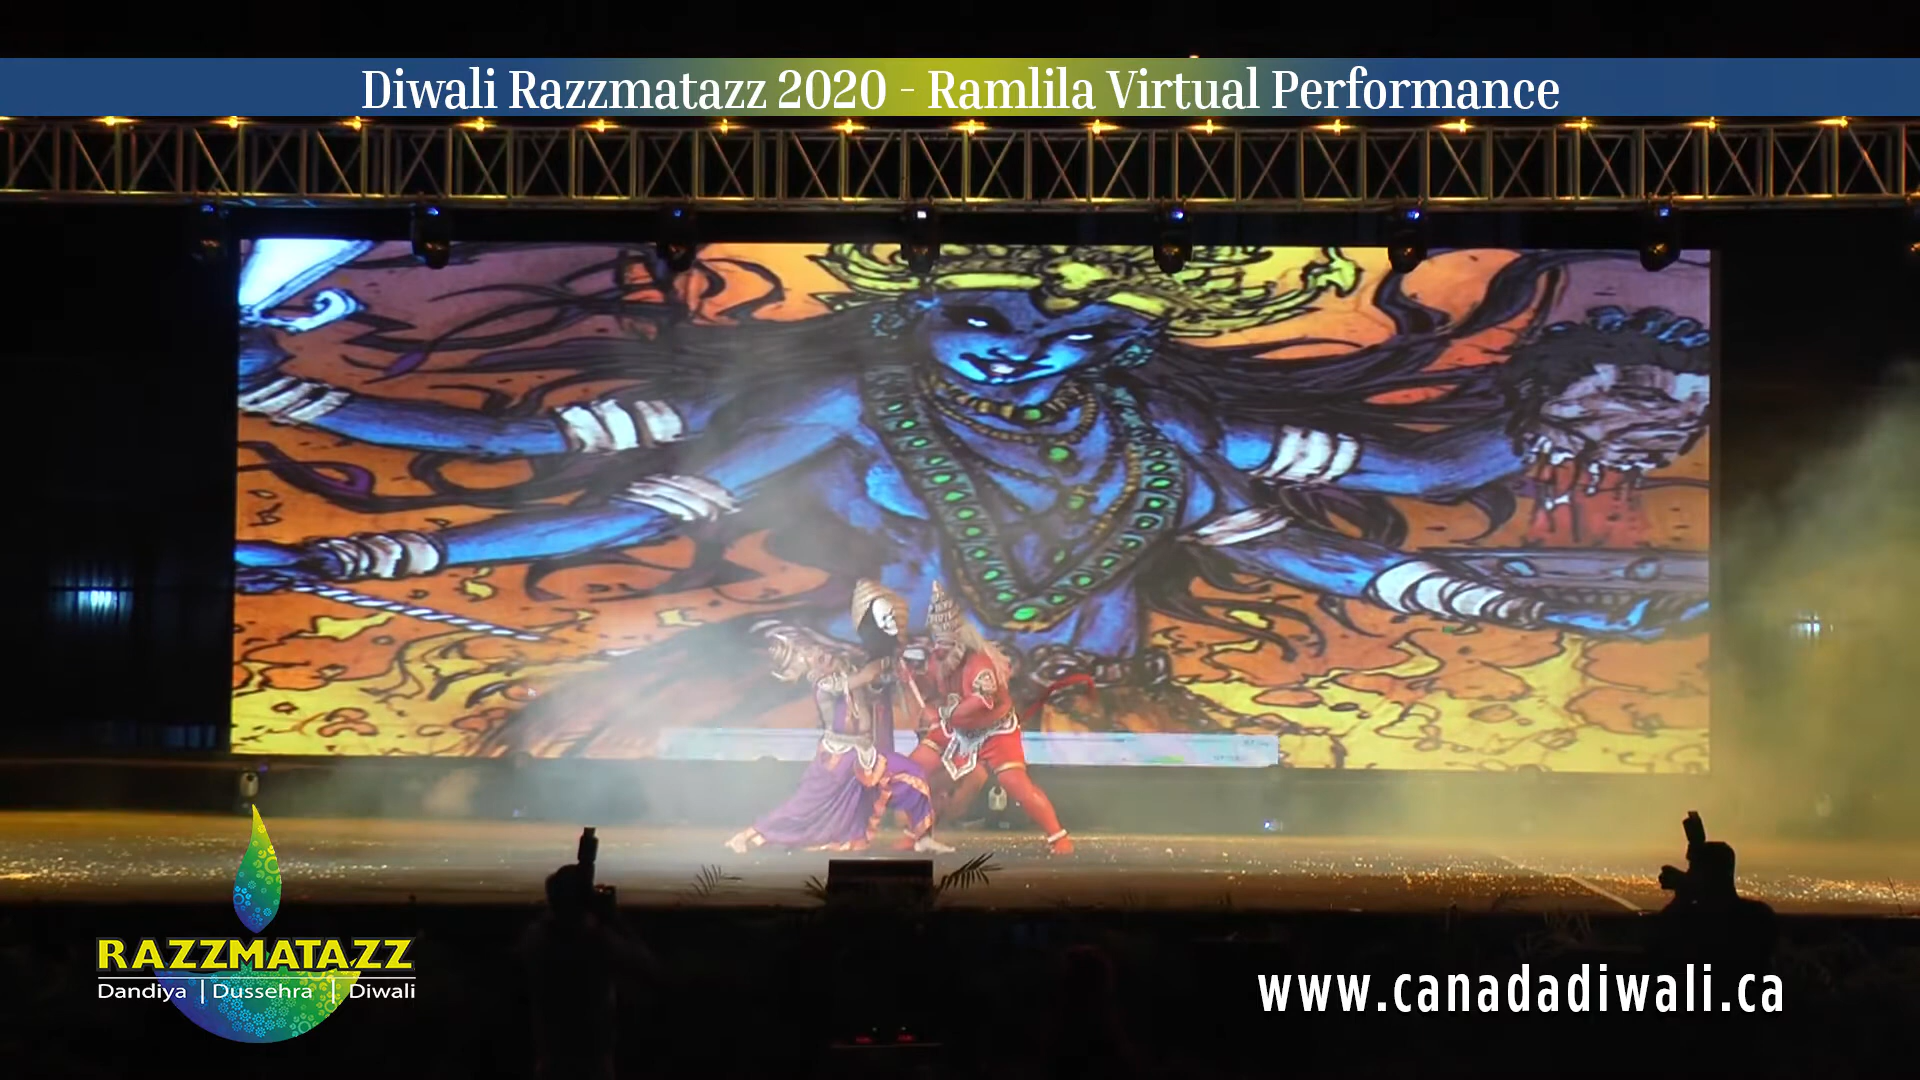 Diwali Razzmatazz 2020 - Ramlila Virtual Performance
RAZZMATAZZ
Dandiya | Dussehra | Diwali
www.canadadiwali.ca